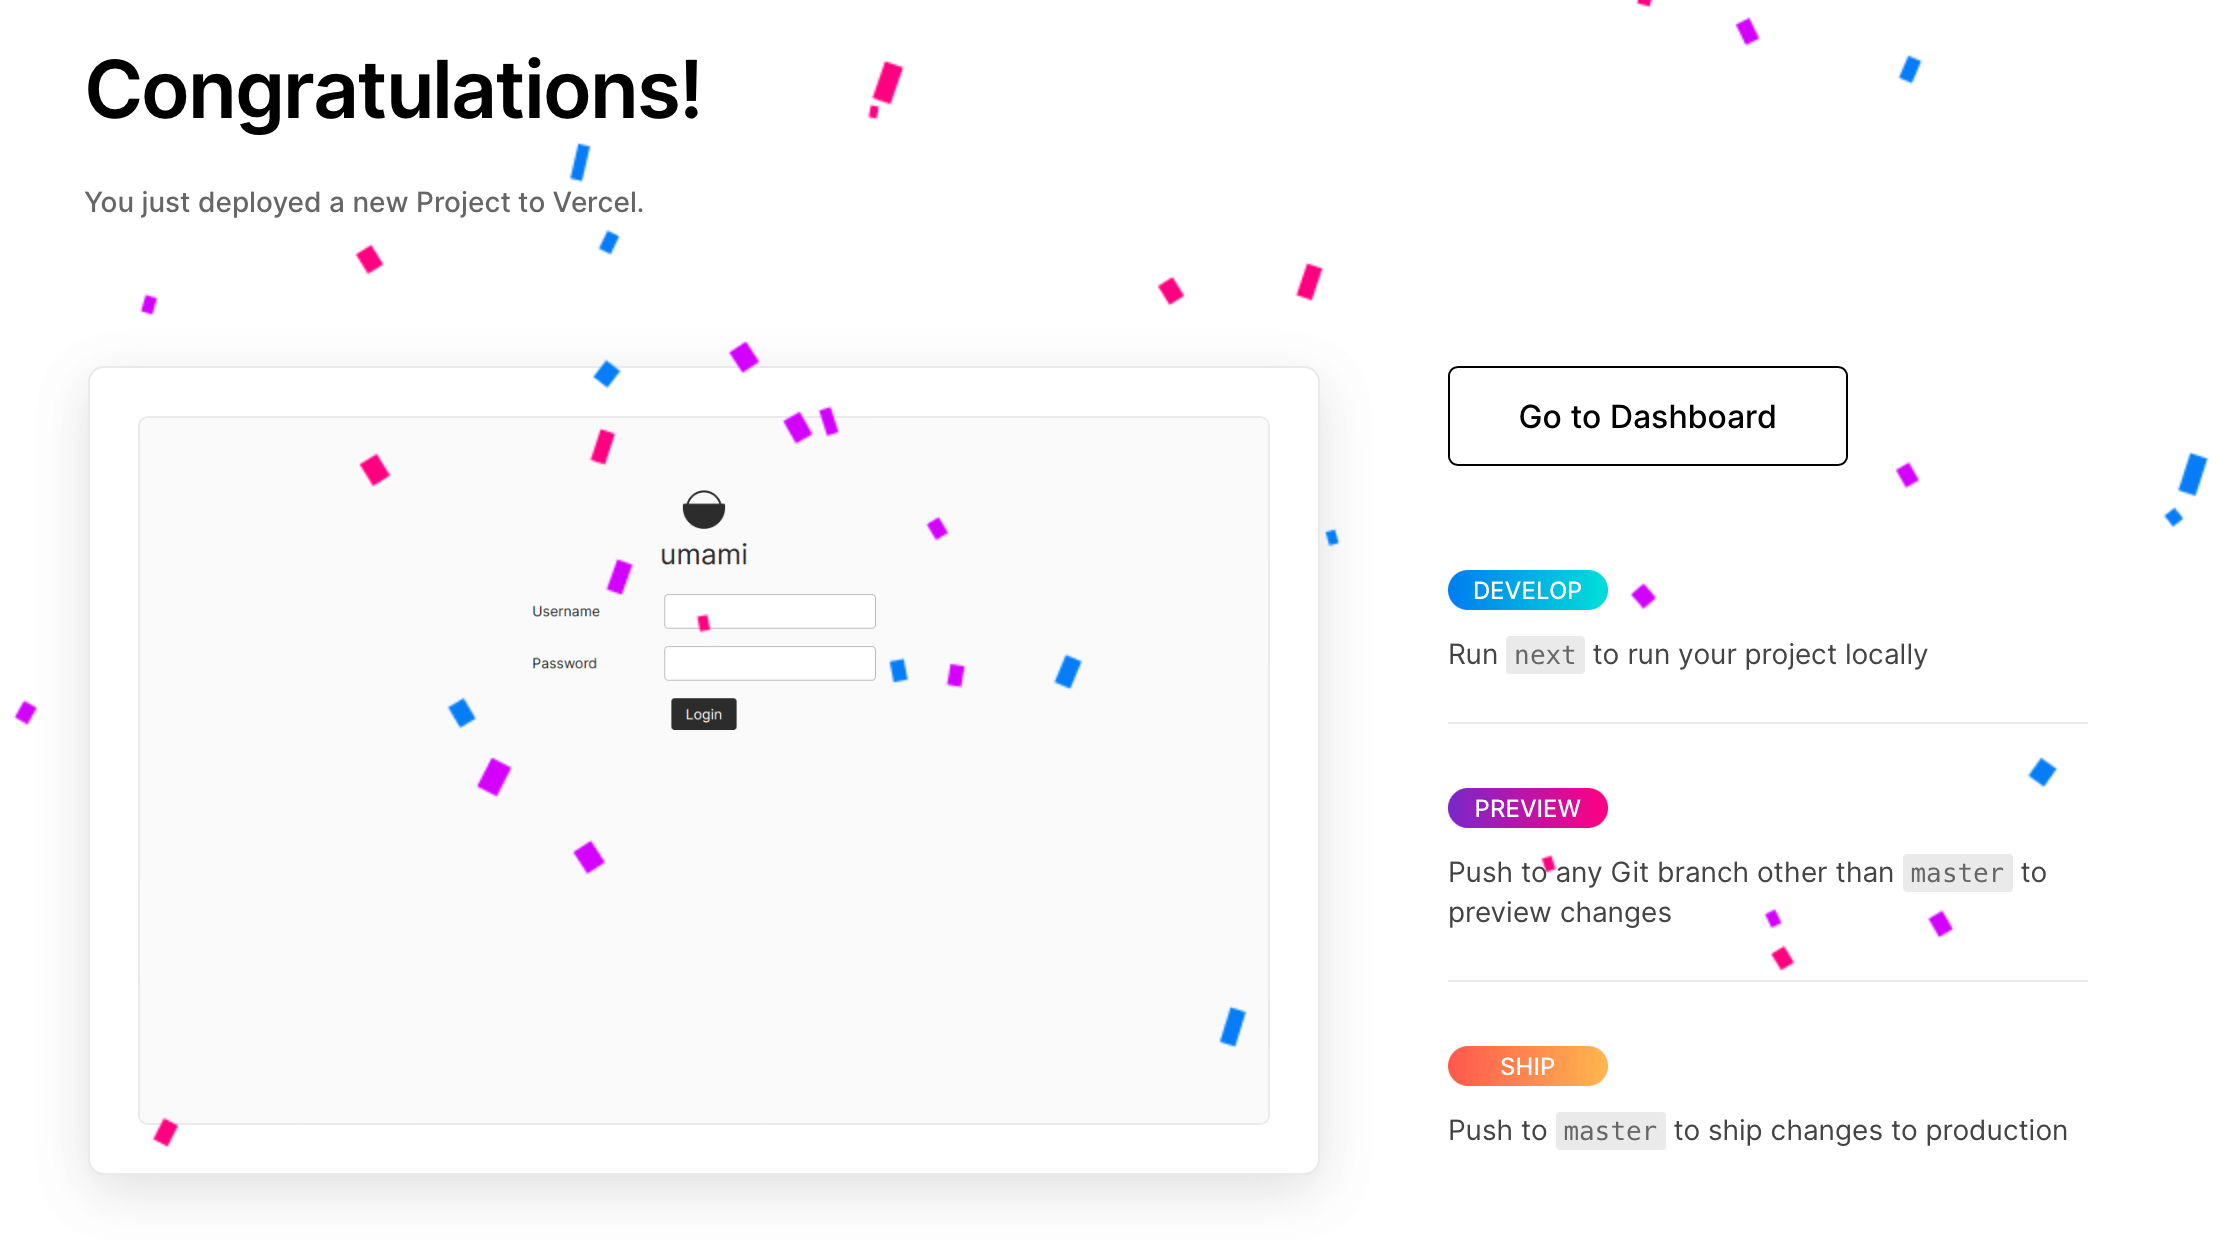 Congratulations!
You just deployed a new Project to Vercel.
umami
Username
Password
Login
Go to Dashboard
DEVELOP
Run next to run your project locally
PREVIEW
Push to any Git branch other than master to
preview changes
SHIP
Push to master to ship changes to production